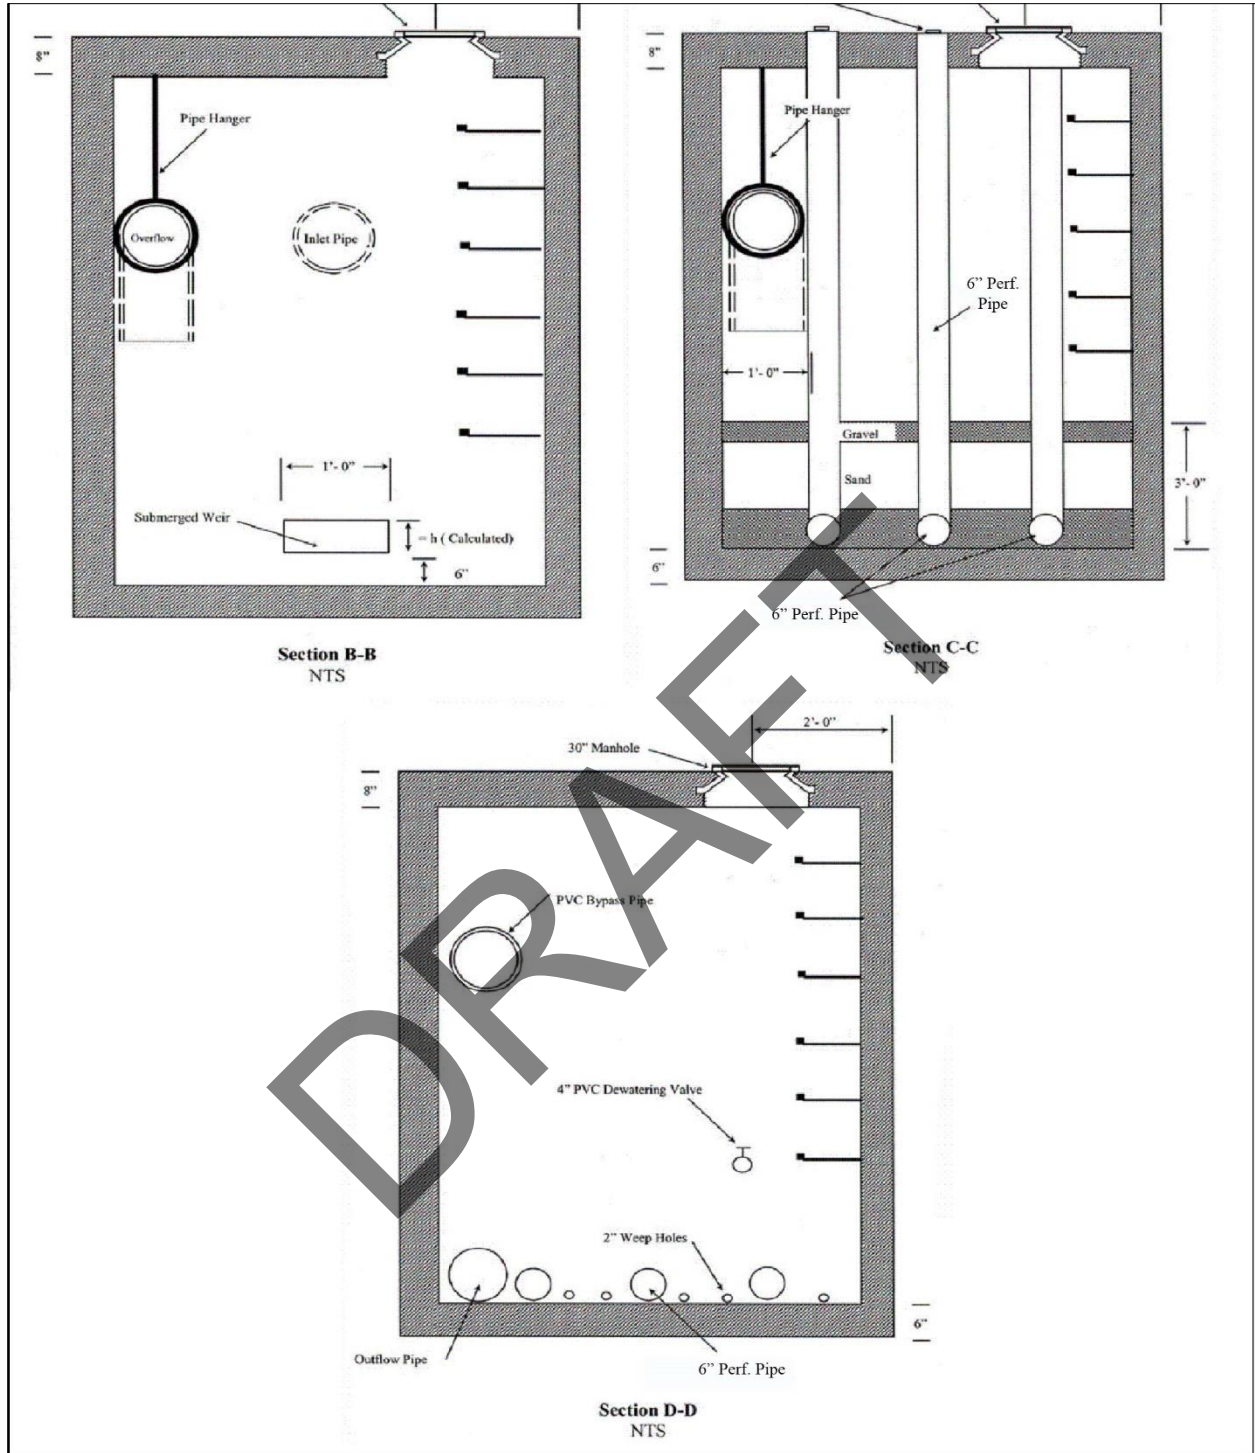 8"
Pipe Hanger
Overflow
Inlet Pipe
1'- 0"
Submerged Weir
= h ( Calculated)
6"
Section B-B
NTS
8"
Pipe Hanger
6” Perf.
Pipe
1'- 0"
Gravel
Sand
3'- 0"
6"
6” Perf. Pipe
Section C-C
NTS
2'- 0"
30" Manhole
8"
PVC Bypass Pipe
4" PVC Dewatering Valve
2" Weep Holes
6"
Outflow Pipe
6” Perf. Pipe
Section D-D
NTS
DRAFT